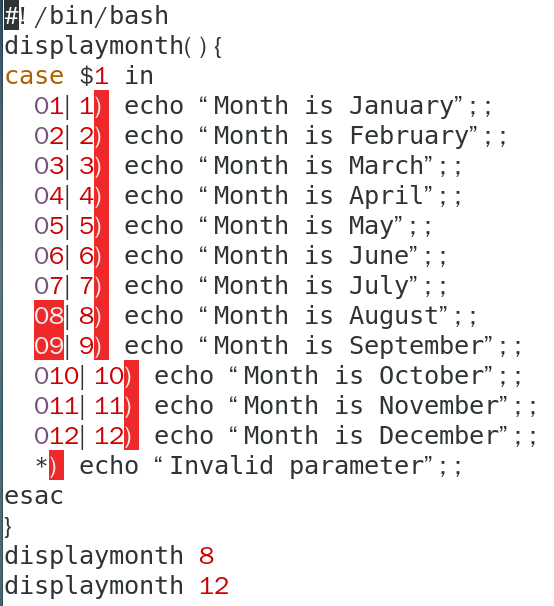 #!/bin/bash
displaymonth(){
case $1 in
  01| 1) echo “Month is January”;;
  02| 2) echo “Month is February”;;
  03| 3) echo “Month is March”;;
  04| 4) echo “Month is April”;;
  05| 5) echo “Month is May”;;
  06| 6) echo “Month is June”;;
  07| 7) echo “Month is July”;;
  08| 8) echo “Month is August”;;
  09| 9) echo “Month is September”;;
  010| 10) echo “Month is October”;;
  011| 11) echo “Month is November”;;
  012| 12) echo “Month is December”;;
  *) echo “Invalid parameter”;;
esac
}
displaymonth 8
displaymonth 12